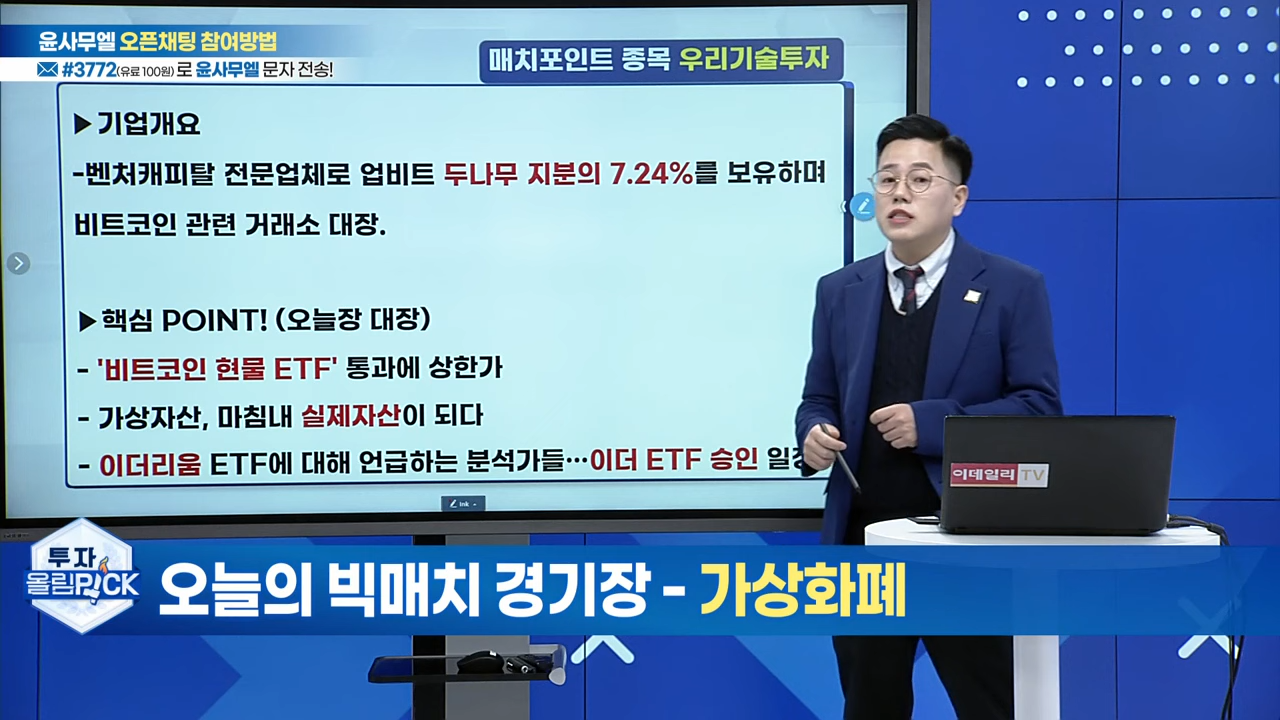 윤사무엘 오픈채팅 참여방법
#3772(유료 100원)로 윤사무엘 문자 전송!
매치포인트 종목 우리기술투자
▶기업개요
-벤처캐피탈 전문업체로 업비트 두나무 지분의 7.24%를 보유하며
비트코인 관련 거래소 대장.
▶핵심 POINT! (오늘장 대장)
- '비트코인 현물 ETF' 통과에 상한가
- 가상자산, 마침내 실제자산이 되다
- 이더리움 ETF에 대해 언급하는 분석가들…이더 ETF 승인
Ink
이데일리TV
투자
올림PICK
오늘의 빅매치 경기장 - 가상화폐